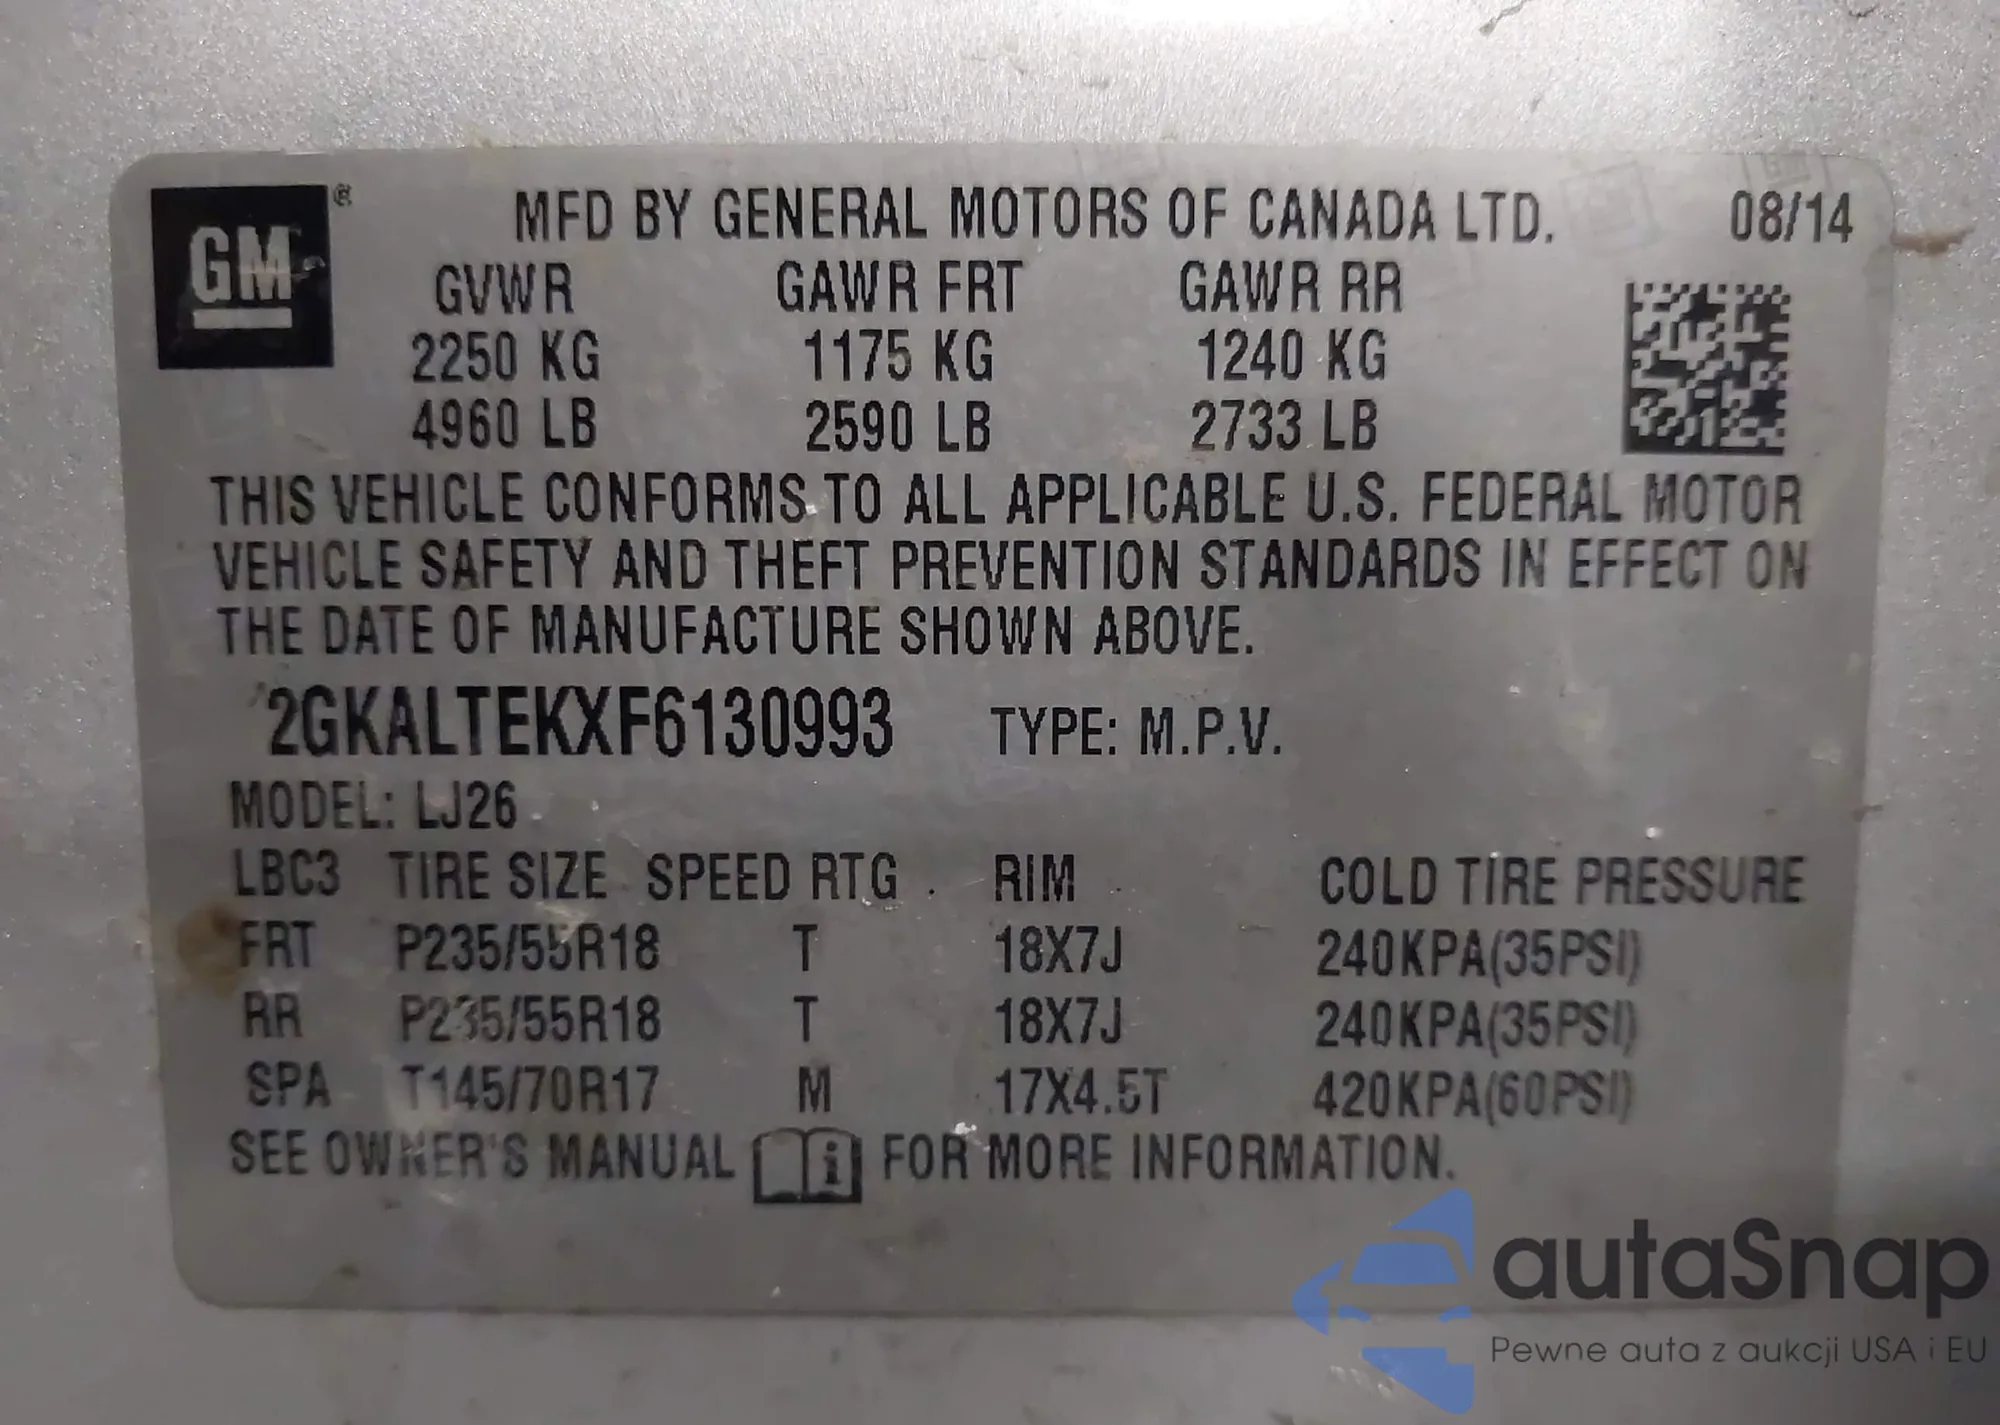 GM ®
MFD BY GENERAL MOTORS OF CANADA LTD. 08/14
GVWR GAWR FRT GAWR RR
2250 KG 1175 KG 1240 KG
4960 LB 2590 LB 2733 LB
THIS VEHICLE CONFORMS TO ALL APPLICABLE U.S. FEDERAL MOTOR
VEHICLE SAFETY AND THEFT PREVENTION STANDARDS IN EFFECT ON
THE DATE OF MANUFACTURE SHOWN ABOVE.
2GKALTEKXF6130993 TYPE: M.P.V.
MODEL: LJ26
LBC3 TIRE SIZE SPEED RTG RIM COLD TIRE PRESSURE
FRT P235/55R18 T 18X7J 240KPA(35PSI)
RR P235/55R18 T 18X7J 240KPA(35PSI)
SPA T145/70R17 M 17X4.5T 420KPA(60PSI)
SEE OWNER'S MANUAL i FOR MORE INFORMATION.
autaSnap
Pewne auta z aukcji USA i EU